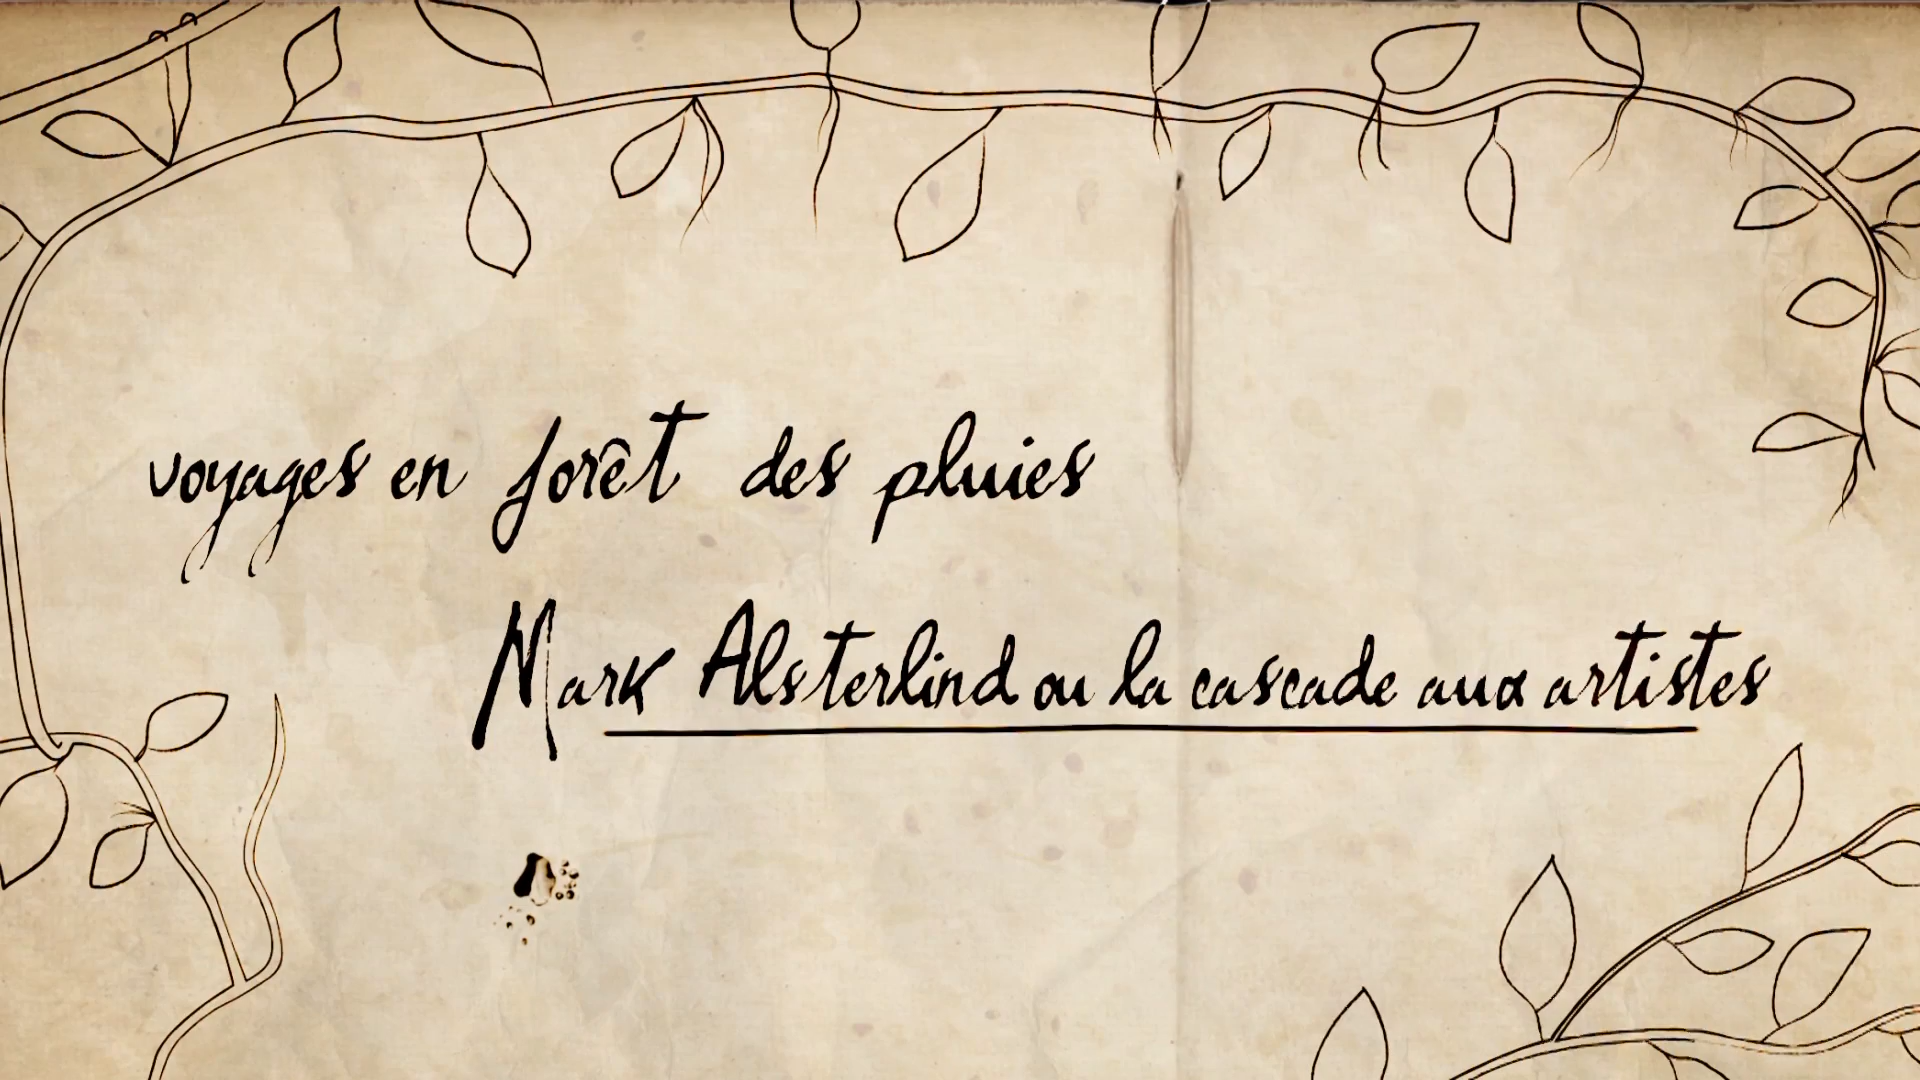 voyages en forêt des pluies
Mark Alsterlind ou la cascade aux artistes